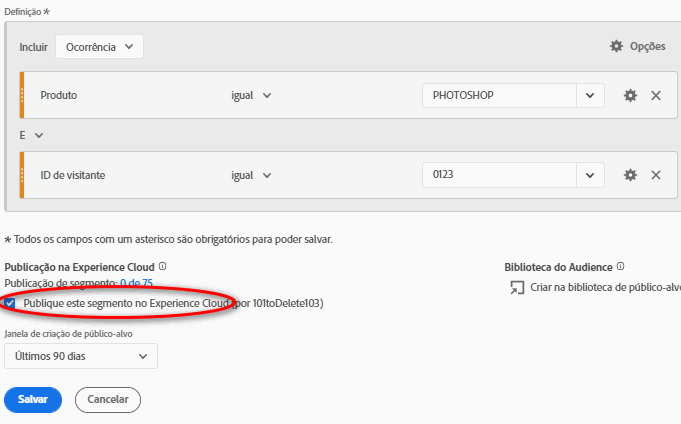 Definição *
Incluir Ocorrência Opções
Produto igual PHOTOSHOP
E
ID de visitante igual 0123
* Todos os campos com um asterisco são obrigatórios para poder salvar.
Publicação na Experience Cloud Biblioteca do Audience
Publicação de segmento: 0 de 75
Criar na biblioteca de público-alvo
Publique este segmento no Experience Cloud (por 101toDelete103)
Janela de criação de público-alvo
Últimos 90 dias
Salvar Cancelar